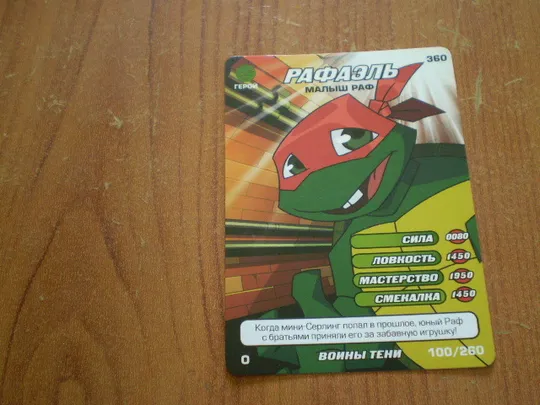 360
РАФАЭЛЬ
ГЕРОЙ
МАЛЫШ РАФ
СИЛА 0080
ЛОВКОСТЬ 1450
МАСТЕРСТВО 1950
СМЕКАЛКА 1450
Когда мини-Серлинг попал в прошлое, юный Раф
с братьями приняли его за забавную игрушку!
0 ВОИНЫ ТЕНИ 100/260